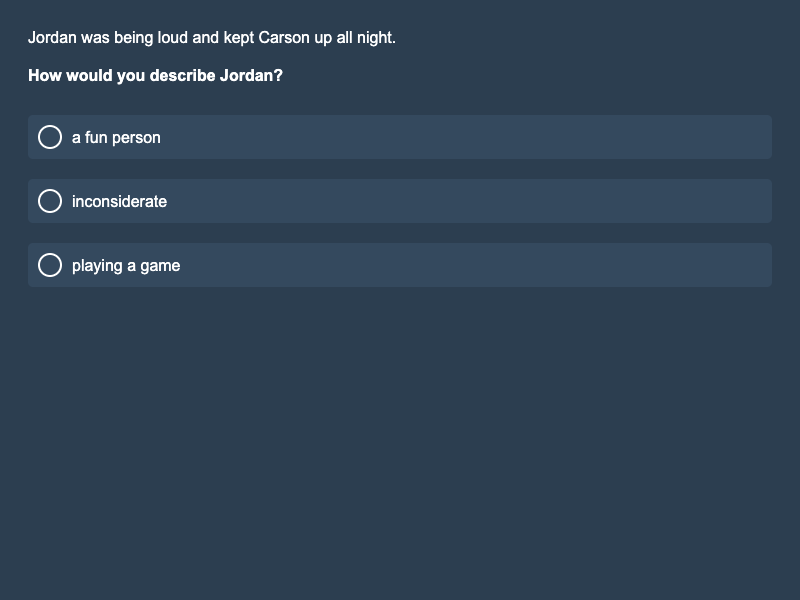 Jordan was being loud and kept Carson up all night.
How would you describe Jordan?
a fun person
inconsiderate
playing a game